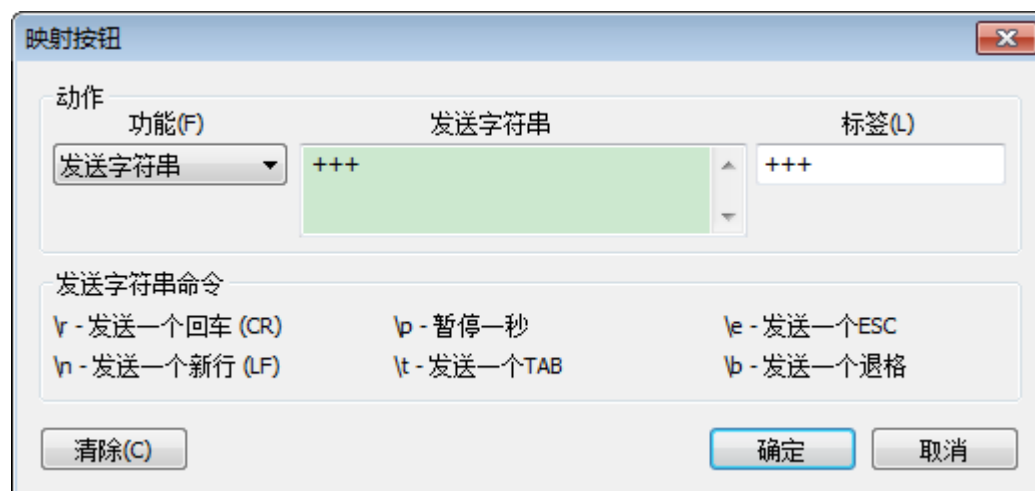 映射按钮
动作
功能(F) 发送字符串 标签(L)
发送字符串 +++ +++
发送字符串命令
\r - 发送一个回车 (CR) \p - 暂停一秒 \e - 发送一个ESC
\n - 发送一个新行 (LF) \t - 发送一个TAB \b - 发送一个退格
清除(C) 确定 取消